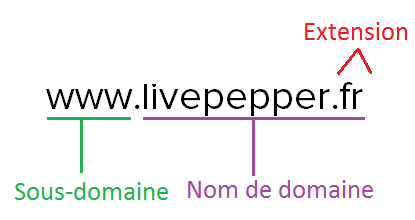 Extension
www.livepepper.fr
Sous-domaine
Nom de domaine